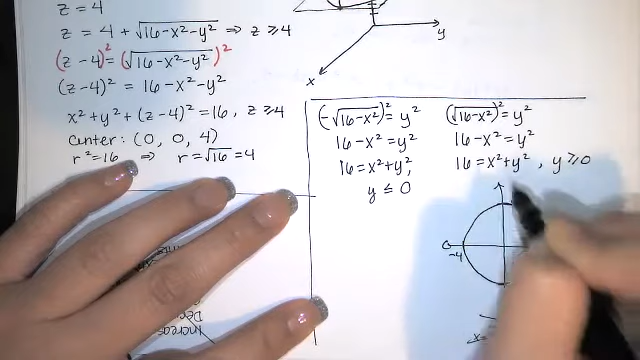 z = 4
z = 4 + √16-x²-y² ⇒ z ≥ 4
(z - 4)² = (√16-x²-y²)²
(z - 4)² = 16 - x² - y²
x² + y² + (z - 4)² = 16, z ≥ 4
center: (0, 0, 4)
r² = 16 ⇒ r = √16 = 4
y
x
(-√16-x²)² = y²
16 - x² = y²
16 = x² + y²,
y ≤ 0
(√16-x²)² = y²
16 - x² = y²
16 = x² + y², y ≥ 0
-4
x=
Increas